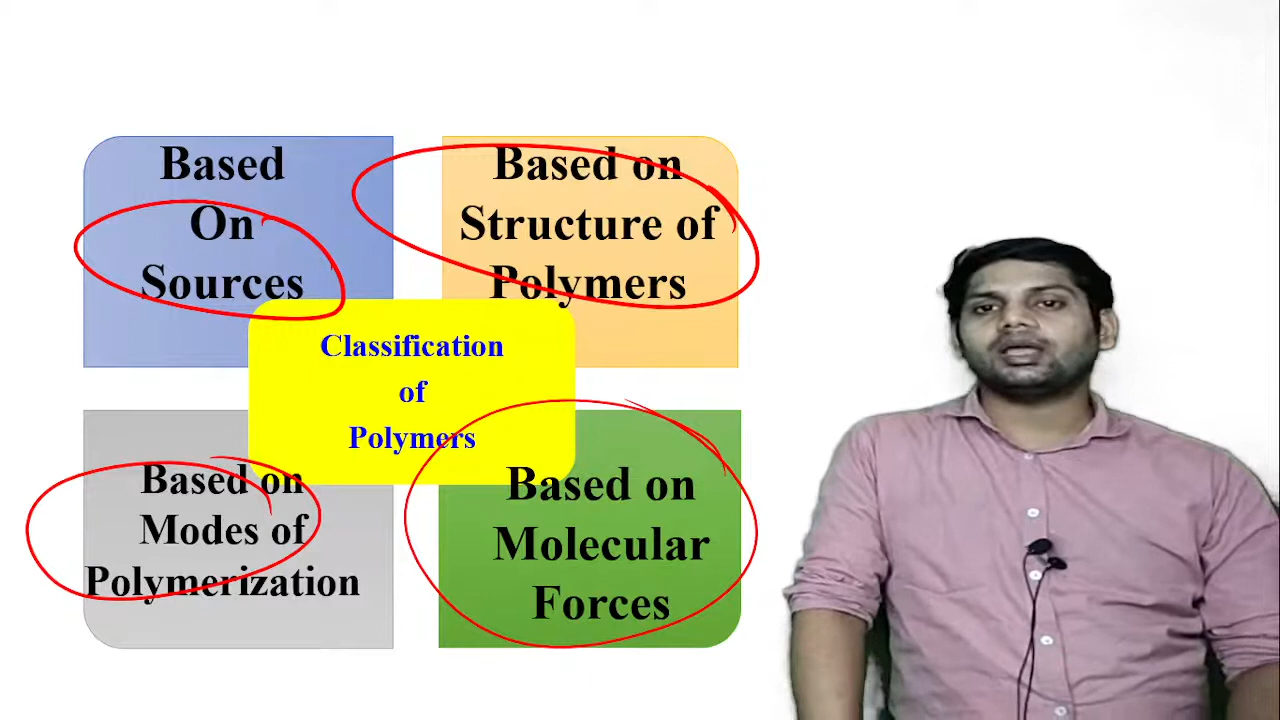 Based
On
Sources
Based on
Structure of
Polymers
Classification
of
Polymers
Based on
Modes of
Polymerization
Based on
Molecular
Forces